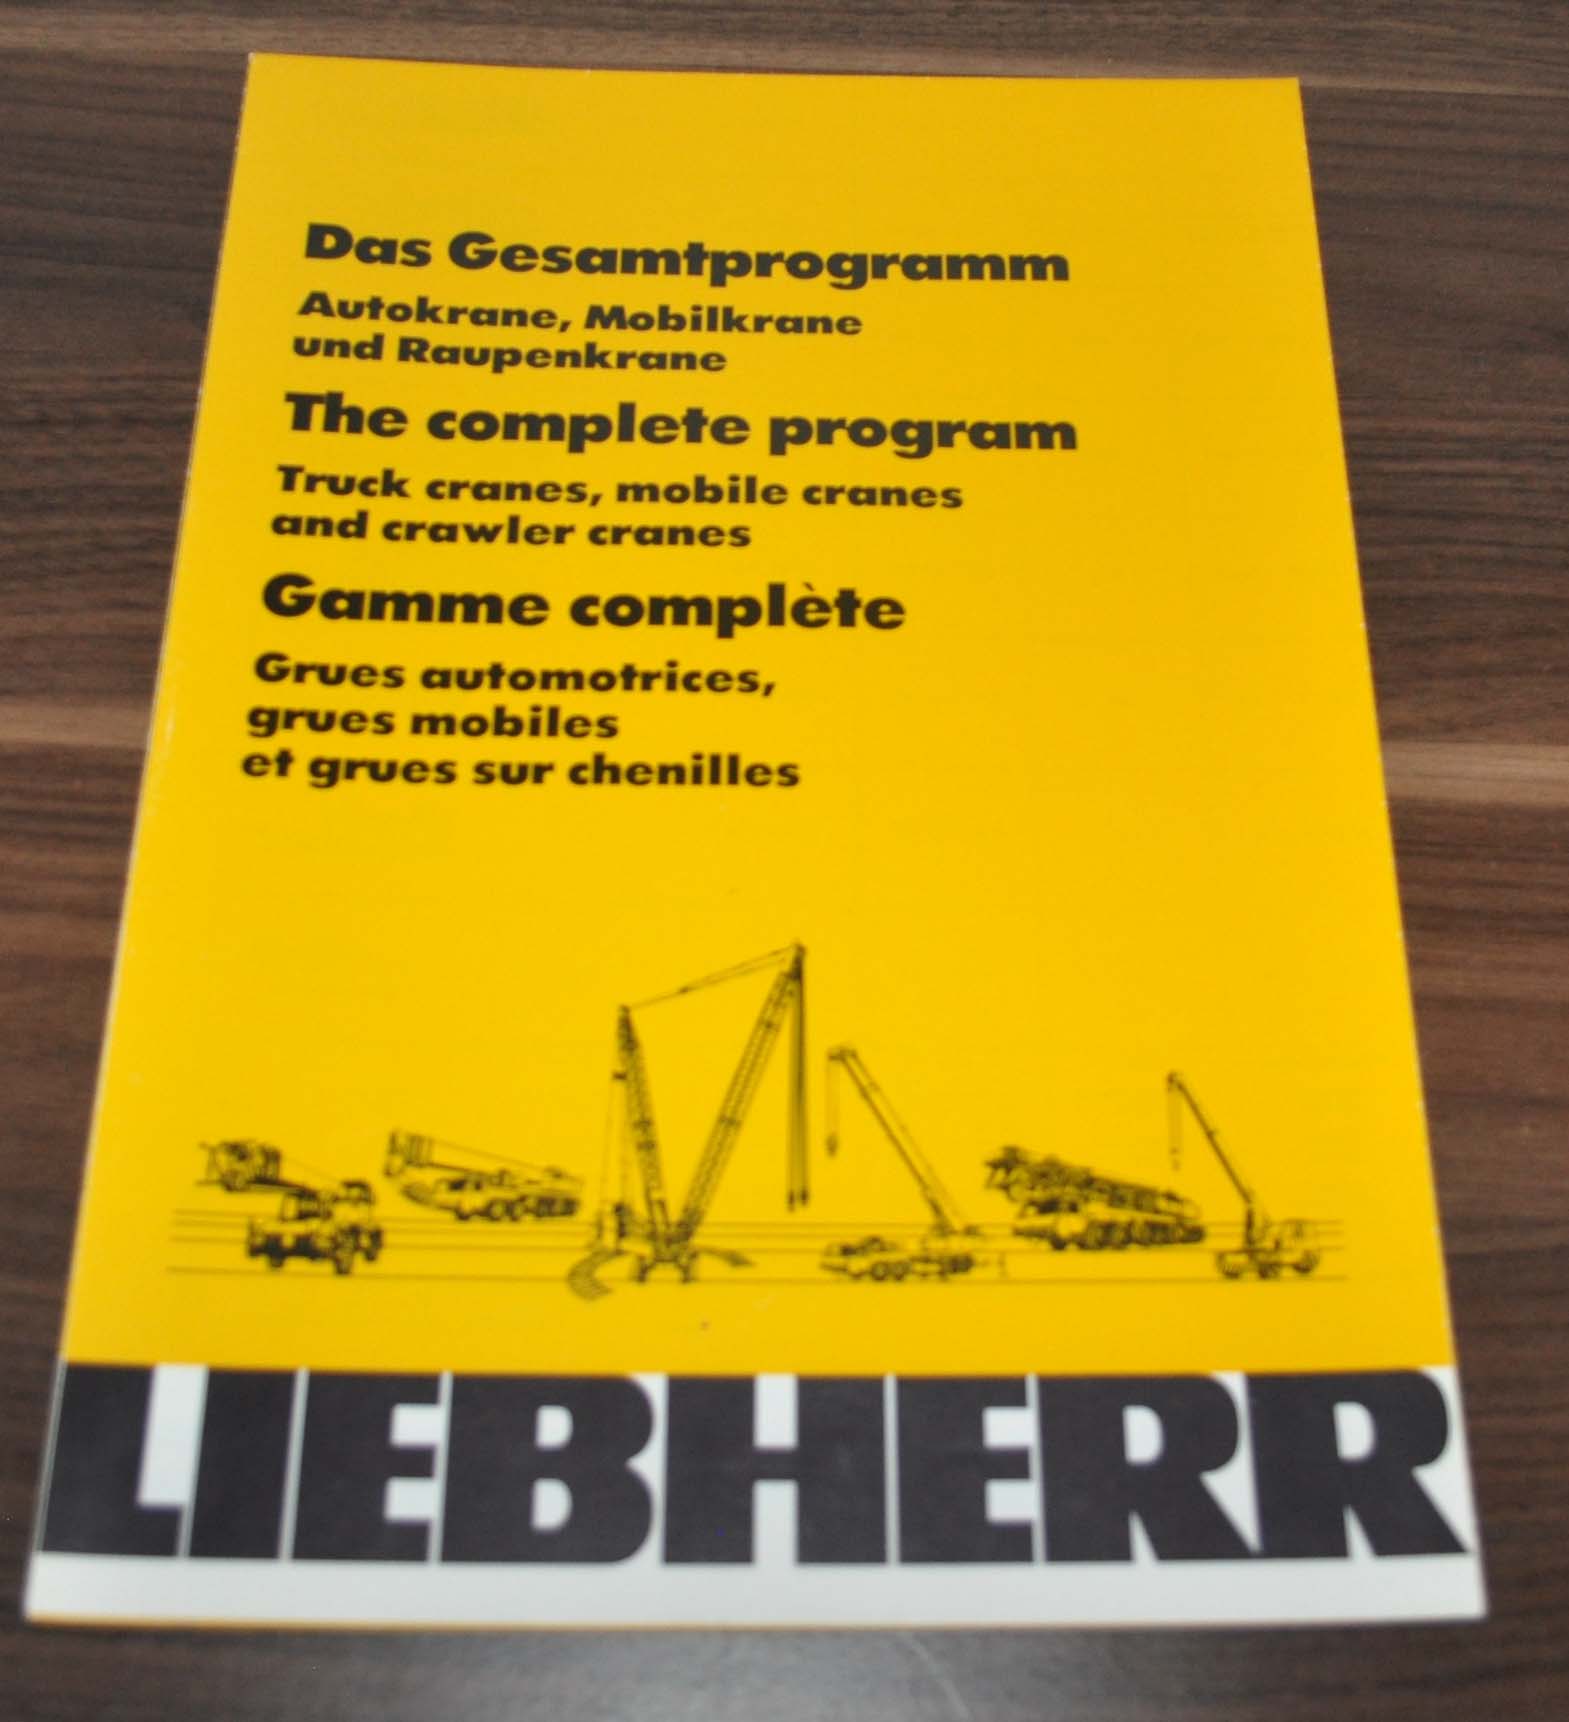 Das Gesamtprogramm
Autokrane, Mobilkrane
und Raupenkrane
The complete program
Truck cranes, mobile cranes
and crawler cranes
Gamme complète
Grues automotrices,
grues mobiles
et grues sur chenilles
LIEBHERR